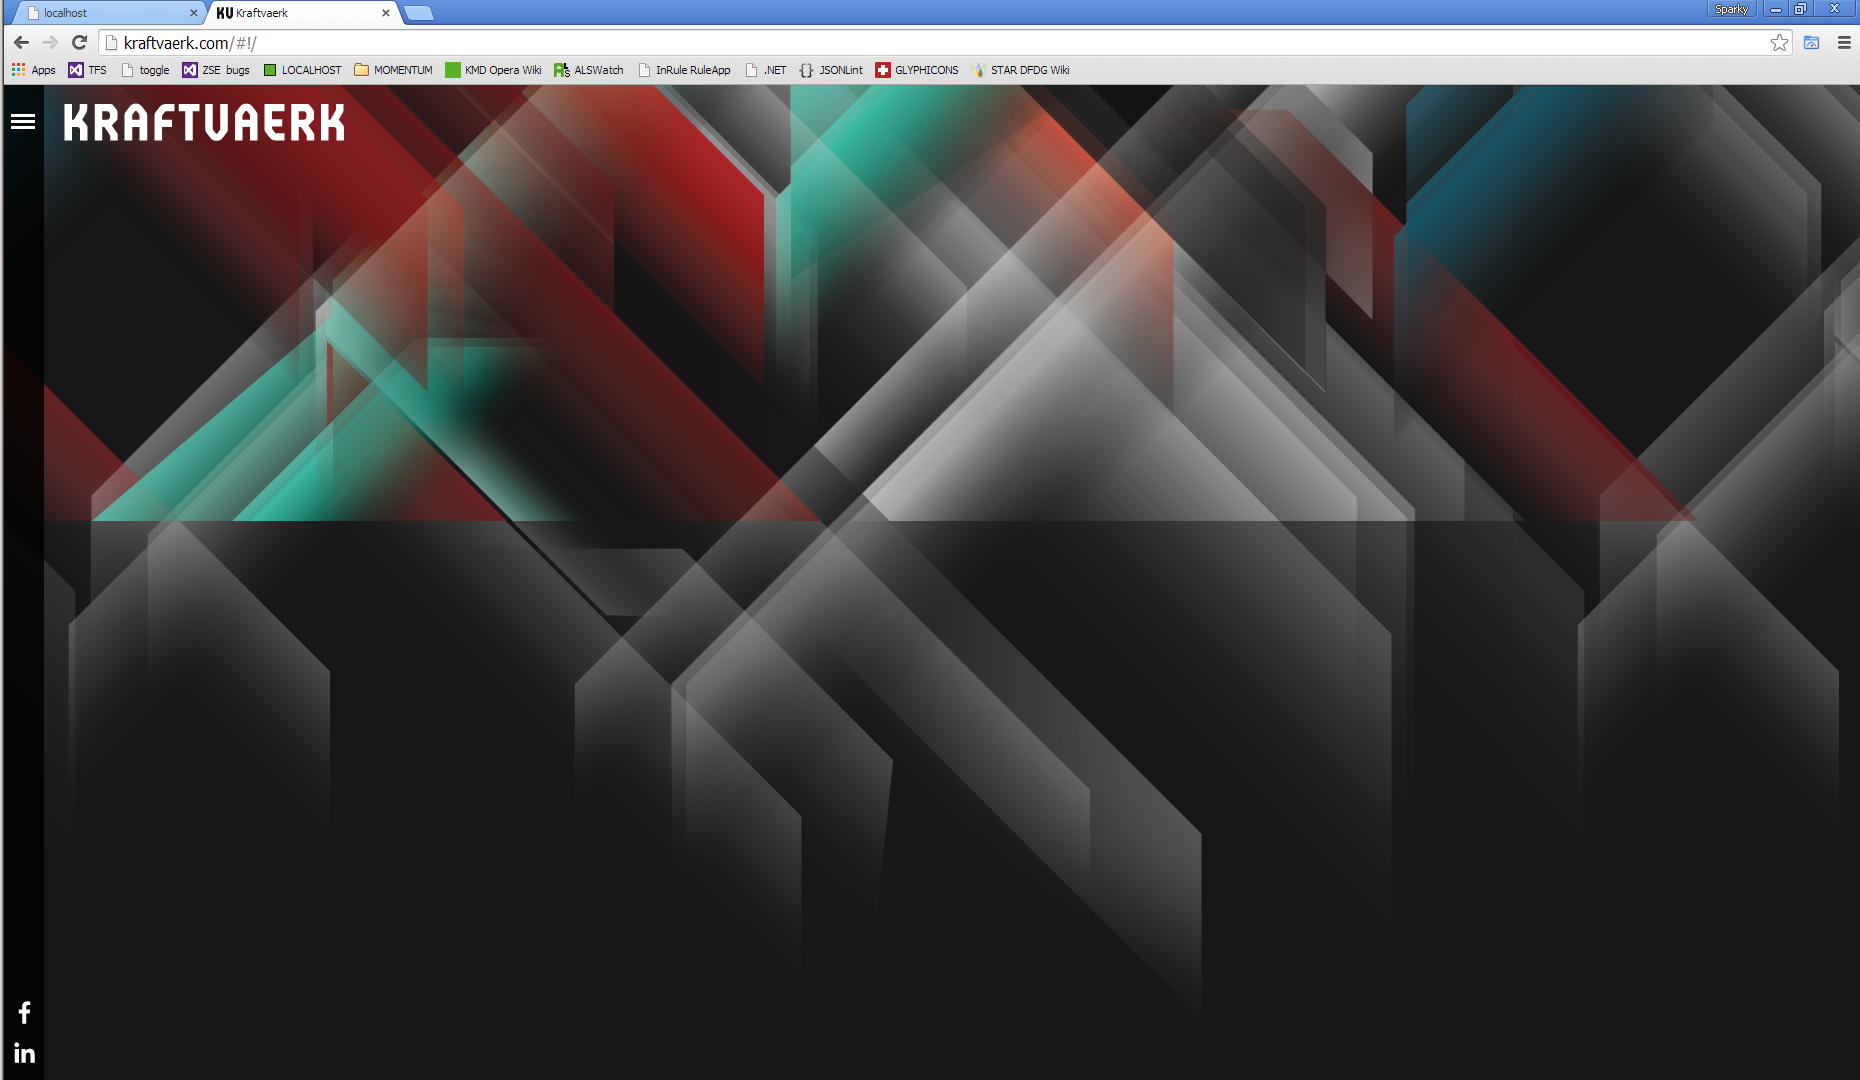 localhost
KV Kraftvaerk
Sparky
kraftvaerk.com/#!/
Apps TFS toggle ZSE bugs LOCALHOST MOMENTUM KMD Opera Wiki ALSWatch InRule RuleApp .NET JSONLint GLYPHICONS STAR DFDG Wiki
KRAFTVAERK
f
in